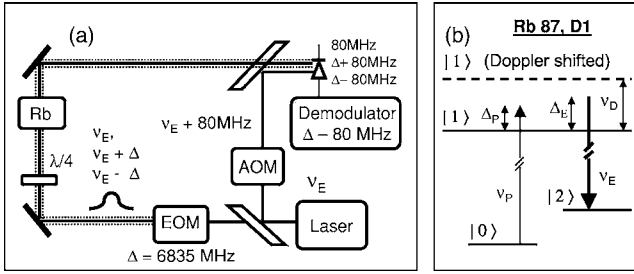 (a)
80MHz
Δ+ 80MHz
Δ− 80MHz
Rb
ν_E + 80MHz
Demodulator
Δ − 80 MHz
ν_E,
ν_E + Δ
ν_E - Δ
λ/4
AOM
ν_E
EOM
Laser
Δ = 6835 MHz
(b)
Rb 87, D1
|1⟩ (Doppler shifted)
|1⟩
Δ_P
Δ_E
ν_D
ν_P
|2⟩
ν_E
|0⟩